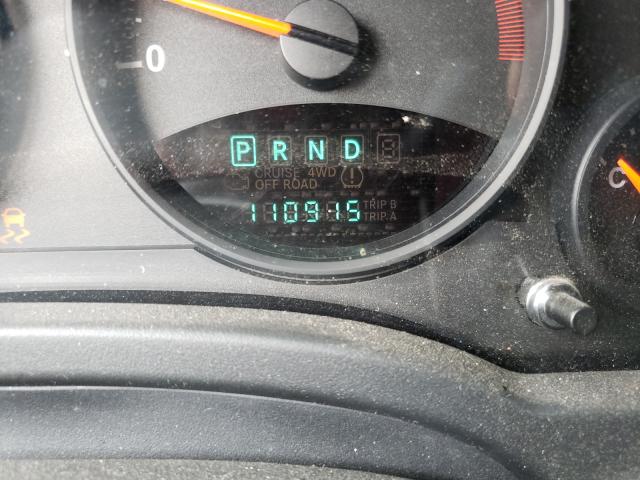 0
P R N D
CRUISE 4WD
OFF ROAD
110915 TRIP B
TRIP A
C